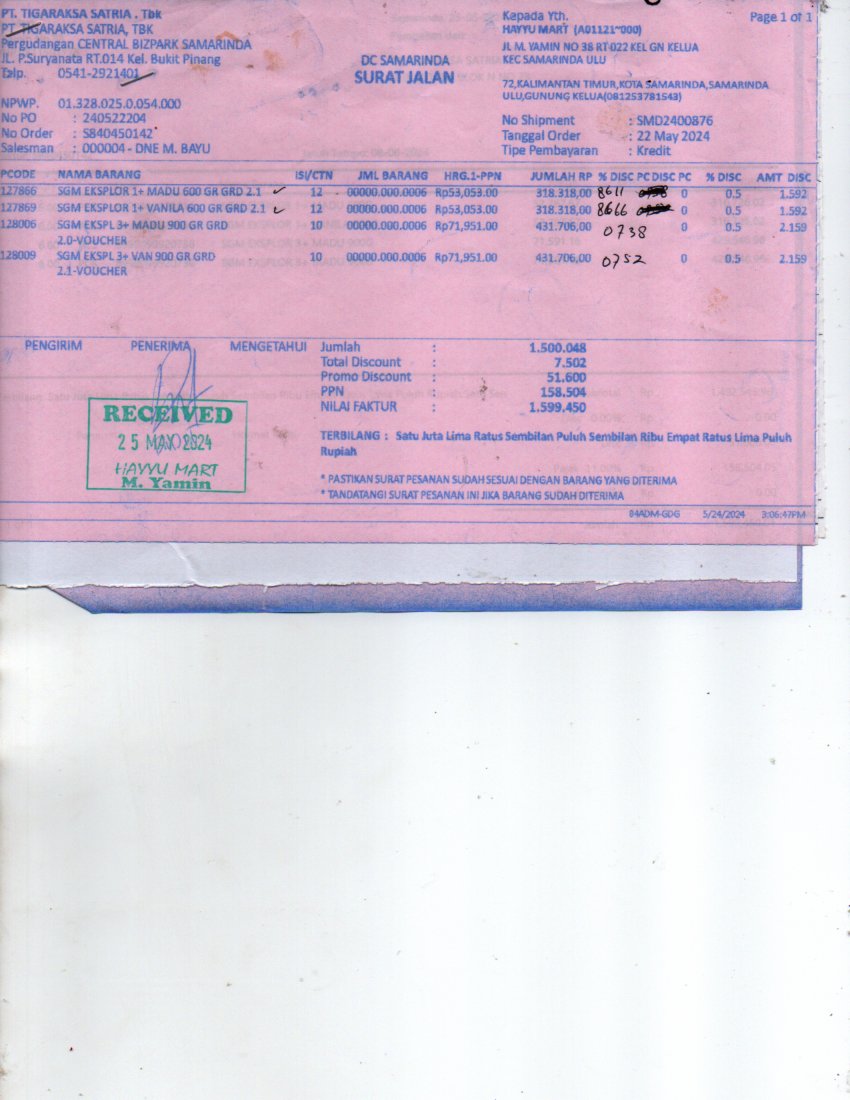 PT. TIGARAKSA SATRIA . Tbk
PT TIGARAKSA SATRIA, TBK
Pergudangan CENTRAL BIZPARK SAMARINDA
JL. P.Suryanata RT.014 Kel. Bukit Pinang
Telp. 0541-2921401
NPWP. 01.328.025.0.054.000
No PO : 240522204
No Order : S840450142
Salesman : 000004 - DNE M. BAYU
DC SAMARINDA
SURAT JALAN
Kepada Yth.
HAYYU MART (A01121~000)
JL M. YAMIN NO 38 RT 022 KEL GN KELUA
KEC SAMARINDA ULU
72,KALIMANTAN TIMUR,KOTA SAMARINDA,SAMARINDA
ULU,GUNUNG KELUA(081253781543)
No Shipment : SMD2400876
Tanggal Order : 22 May 2024
Tipe Pembayaran : Kredit
Page 1 of 1
PCODE NAMA BARANG ISI/CTN JML BARANG HRG.1-PPN JUMLAH RP % DISC PC DISC PC % DISC AMT DISC
127866 SGM EKSPLOR 1+ MADU 600 GR GRD 2.1 12 00000.000.0006 Rp53,053.00 318.318,00 8611 0 0.5 1.592
127869 SGM EKSPLOR 1+ VANILA 600 GR GRD 2.1 12 00000.000.0006 Rp53,053.00 318.318,00 8666 0 0.5 1.592
128006 SGM EKSPL 3+ MADU 900 GR GRD 10 00000.000.0006 Rp71,951.00 431.706,00 0738 0 0.5 2.159
2.0-VOUCHER
128009 SGM EKSPL 3+ VAN 900 GR GRD 10 00000.000.0006 Rp71,951.00 431.706,00 0752 0 0.5 2.159
2.1-VOUCHER
PENGIRIM PENERIMA MENGETAHUI
Jumlah : 1.500.048
Total Discount : 7.502
Promo Discount : 51.600
PPN : 158.504
NILAI FAKTUR : 1.599.450
TERBILANG : Satu Juta Lima Ratus Sembilan Puluh Sembilan Ribu Empat Ratus Lima Puluh
Rupiah
* PASTIKAN SURAT PESANAN SUDAH SESUAI DENGAN BARANG YANG DITERIMA
* TANDATANGI SURAT PESANAN INI JIKA BARANG SUDAH DITERIMA
RECEIVED
25 MAY 2024
HAYYU MART
M. Yamin
84ADM-GDG 5/24/2024 3:06:47PM